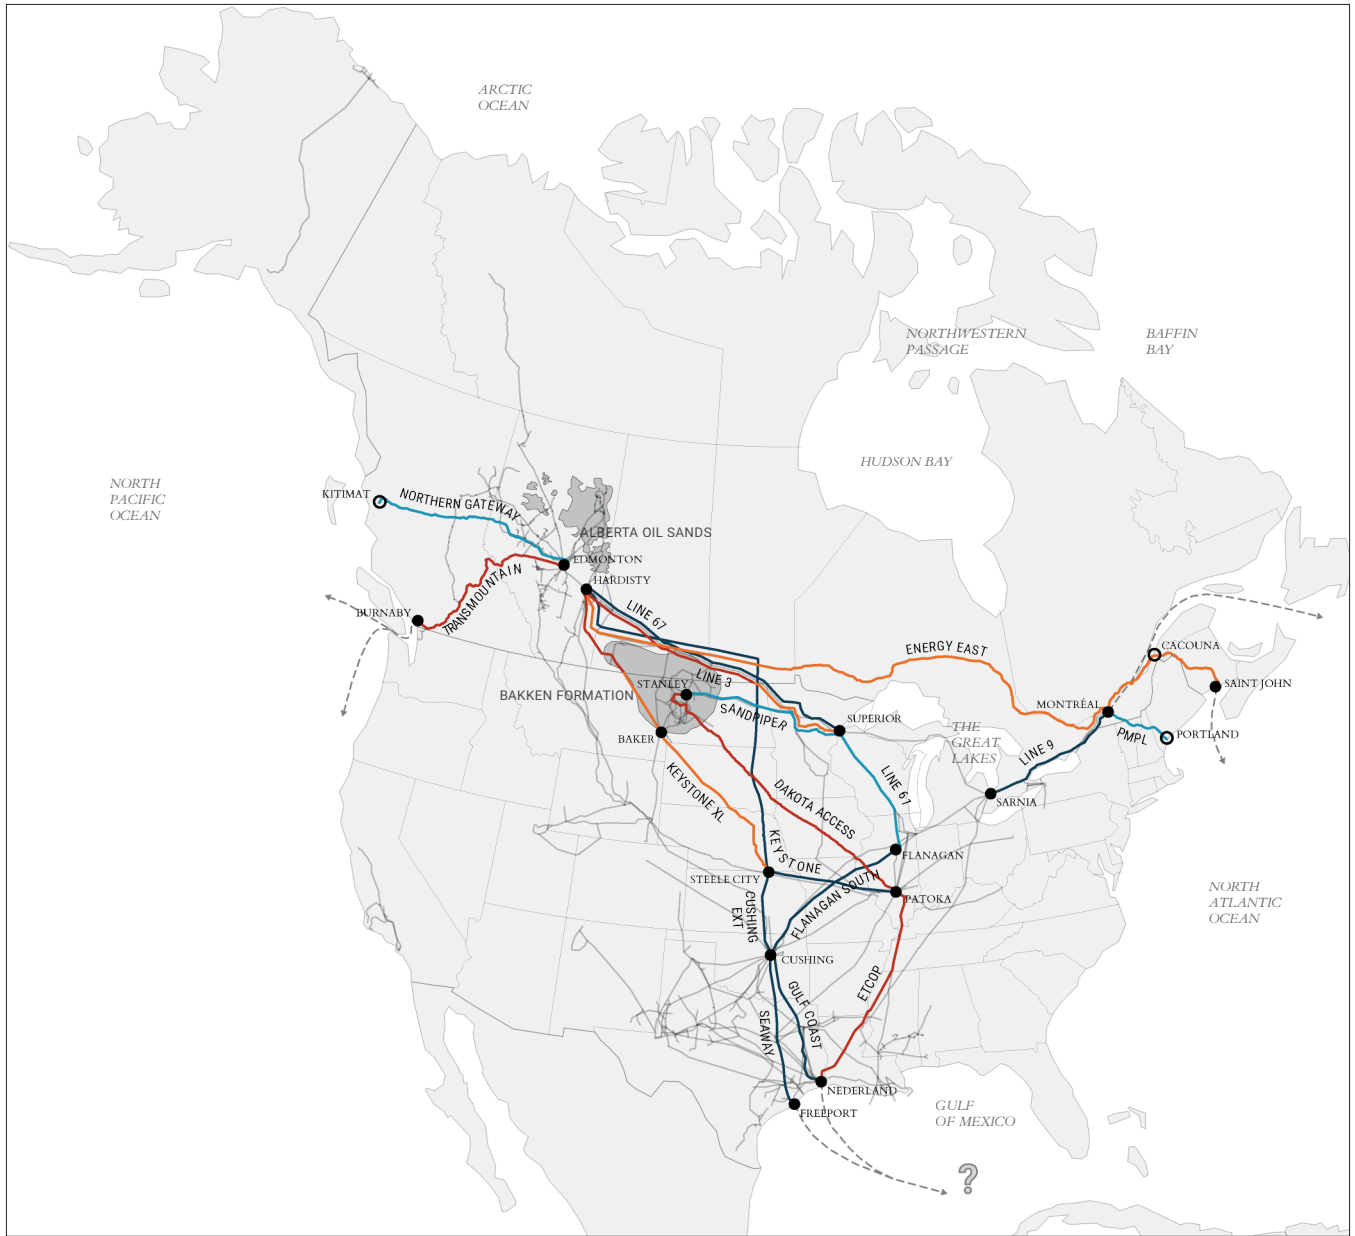 ARCTIC
OCEAN
NORTHWESTERN
PASSAGE
BAFFIN
BAY
HUDSON BAY
NORTH
PACIFIC
OCEAN
KITIMAT
NORTHERN GATEWAY
ALBERTA OIL SANDS
EDMONTON
HARDISTY
TRANSMOUNTAIN
BURNABY
LINE 67
ENERGY EAST
CACOUNA
SAINT JOHN
MONTRÉAL
PORTLAND
PMPL
LINE 9
SARNIA
THE
GREAT
LAKES
SUPERIOR
LINE 3
STANLEY
BAKKEN FORMATION
SANDPIPER
BAKER
KEYSTONE XL
DAKOTA ACCESS
LINE 61
KEYSTONE
FLANAGAN
STEELE CITY
FLANAGAN SOUTH
PATOKA
CUSHING
EXT
CUSHING
NORTH
ATLANTIC
OCEAN
GULF COAST
SEAWAY
ETCOP
NEDERLAND
FREEPORT
GULF
OF MEXICO
?